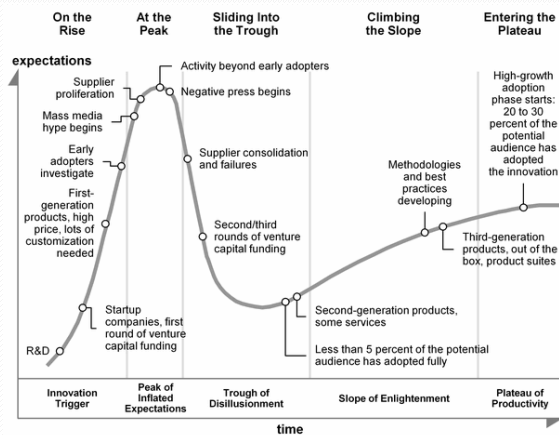 On the
Rise
At the
Peak
Sliding Into
the Trough
Climbing
the Slope
Entering the
Plateau
expectations
Activity beyond early adopters
Supplier
proliferation
Negative press begins
Mass media
hype begins
Early
adopters
investigate
First-
generation
products, high
price, lots of
customization
needed
Startup
companies, first
round of venture
capital funding
R&D
Supplier consolidation
and failures
Second/third
rounds of venture
capital funding
Second-generation products,
some services
Less than 5 percent of the potential
audience has adopted fully
Methodologies
and best
practices
developing
Third-generation
products, out of the
box, product suites
High-growth
adoption
phase starts:
20 to 30
percent of the
potential
audience has
adopted
the innovation
Innovation
Trigger
Peak of
Inflated
Expectations
Trough of
Disillusionment
Slope of Enlightenment
Plateau of
Productivity
time